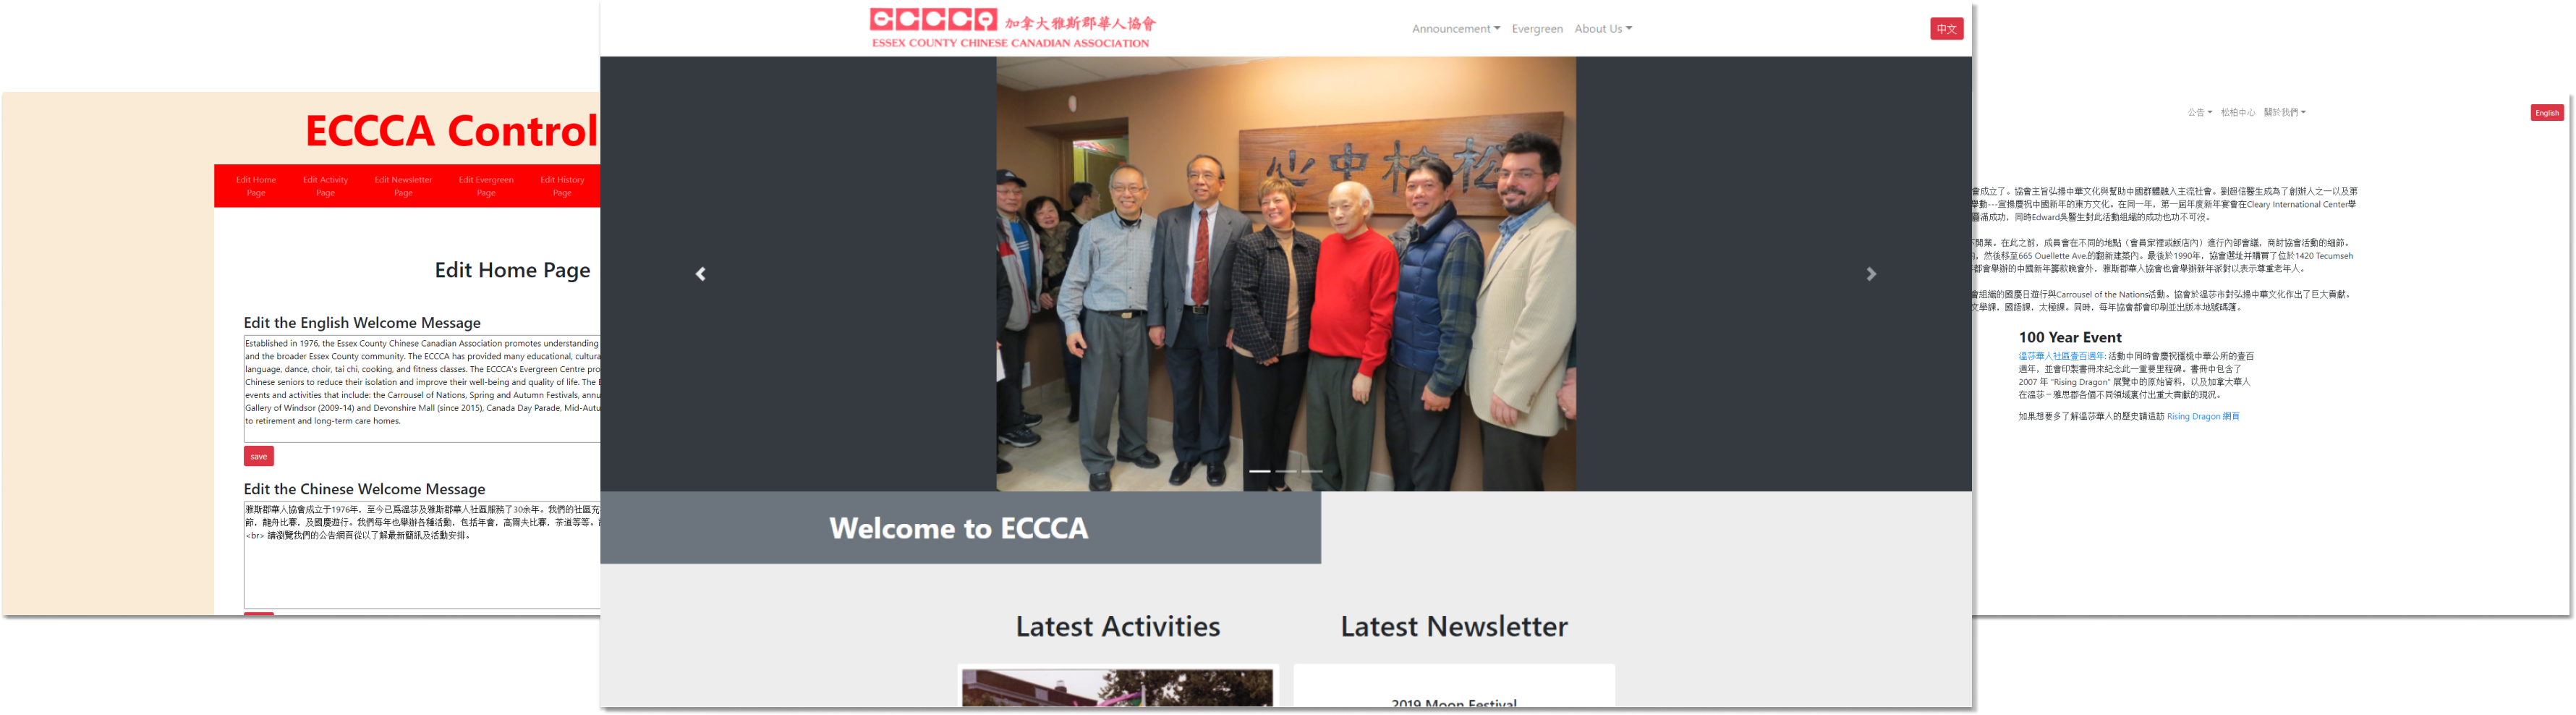 ECCCA Control
Edit Home
Page
Edit Activity
Page
Edit Newsletter
Page
Edit Evergreen
Page
Edit History
Page
Edit Home Page
Edit the English Welcome Message
Established in 1976, the Essex County Chinese Canadian Association promotes understanding
and the broader Essex County community. The ECCCA has provided many educational, cultura
language, dance, choir, tai chi, cooking, and fitness classes. The ECCCA's Evergreen Centre pro
Chinese seniors to reduce their isolation and improve their well-being and quality of life. The
events and activities that include: the Carrousel of Nations, Spring and Autumn Festivals, annu
Gallery of Windsor (2009-14) and Devonshire Mall (since 2015), Canada Day Parade, Mid-Autu
to retirement and long-term care homes.
save
Edit the Chinese Welcome Message
雅斯郡華人協會成立于1976年，至今已爲溫莎及雅斯郡華人社區服務了30余年。我們的社區充
節，龍舟比賽，及國慶遊行。我們每年也舉辦各種活動，包括年會，高爾夫比賽，茶道等等。
<br> 請瀏覽我們的公告網頁從以了解最新簡訊及活動安排。
ECCCA 加拿大雅斯郡華人協會
ESSEX COUNTY CHINESE CANADIAN ASSOCIATION
Announcement
Evergreen
About Us
中文
心中柏松
Welcome to ECCCA
Latest Activities
Latest Newsletter
2019 Moon Festival
公告
松柏中心
關於我們
English
會成立了。協會主旨弘揚中華文化與幫助中國群體融入主流社會。劉超信醫生成為了創辦人之一以及第
學動---宣揚慶祝中國新年的東方文化。在同一年，第一屆年度新年宴會在Cleary International Center學
圓滿成功，同時Edward吳醫生對此活動組織的成功也功不可沒。
開業。在此之前，成員會在不同的地點（會員家裡或飯店內）進行內部會議，商討協會活動的細節。
，然後移至665 Ouellette Ave.的翻新建築內。最後於1990年，協會選址并購買了位於1420 Tecumseh
都會學辦的中國新年籌款晚會外，雅斯郡華人協會也會學辦新年派對以表示尊重老年人。
會組織的國慶日遊行與Carrousel of the Nations活動。協會於溫莎市對弘揚中華文化作出了巨大貢獻。
文學課，國語課，太極課。同時，每年協會都會印刷並出版本地號碼薄。
100 Year Event
溫莎華人社區壹百週年: 活動中同時會慶祝穩梳中華公所的壹百
週年，並會印製書冊來紀念此一重要里程碑。書冊中包含了
2007 年 "Rising Dragon" 展覽中的原始資料，以及加拿大華人
在溫莎－雅思郡各個不同領域裏付出重大貢獻的現況。
如果想要多了解溫莎華人的歷史請造訪 Rising Dragon 網頁